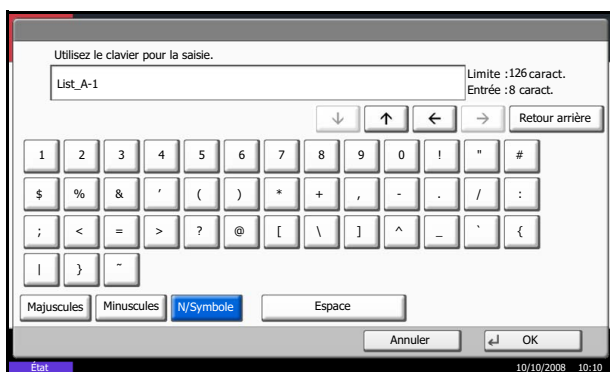 Utilisez le clavier pour la saisie.
List_A-1
Limite :126 caract.
Entrée :8 caract.
↓ ↑ ← → Retour arrière
1 2 3 4 5 6 7 8 9 0 ! " #
$ % & ' ( ) * + , - . / :
; < = > ? @ [ \ ] ^ _ ` {
| } ~
Majuscules Minuscules N/Symbole Espace
Annuler ↵ OK
État 10/10/2008 10:10